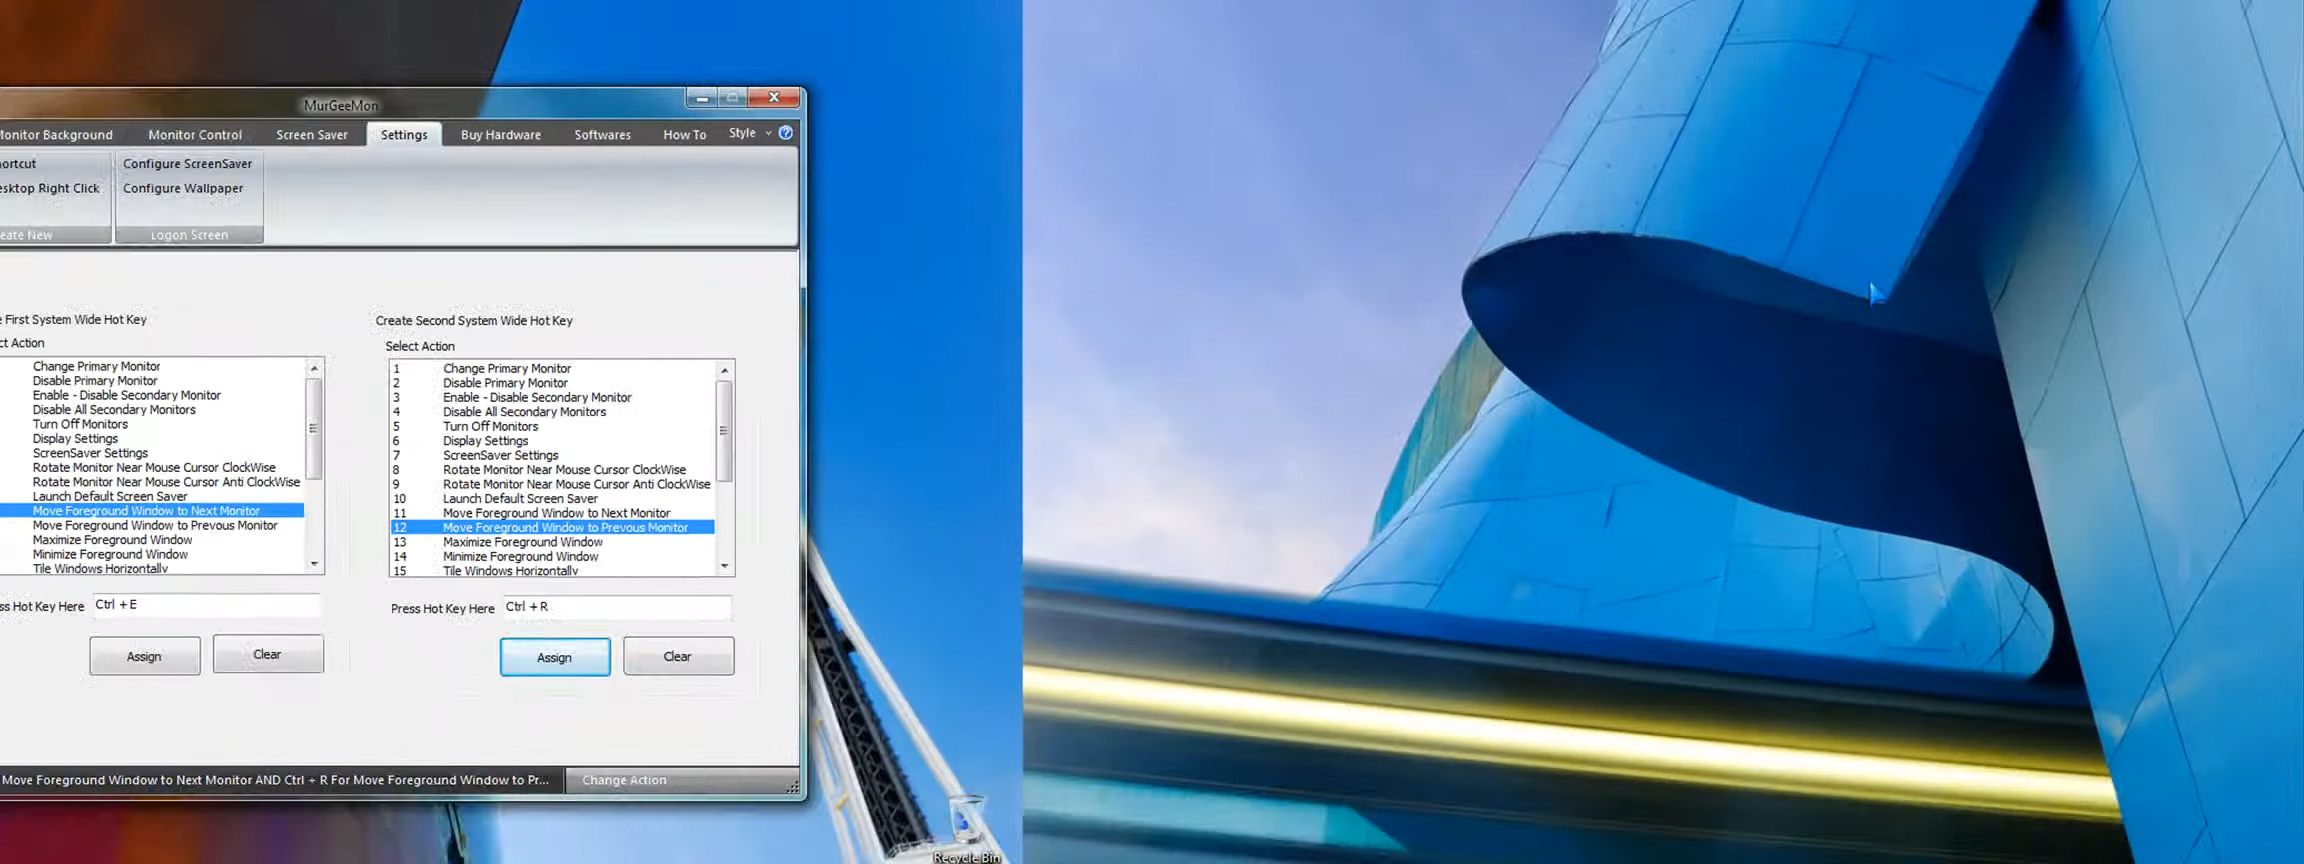 MurGeeMon
Monitor Background Monitor Control Screen Saver Settings Buy Hardware Softwares How To Style
ortcut Configure ScreenSaver
esktop Right Click Configure Wallpaper
eate New Logon Screen
e First System Wide Hot Key
ct Action
Change Primary Monitor
Disable Primary Monitor
Enable - Disable Secondary Monitor
Disable All Secondary Monitors
Turn Off Monitors
Display Settings
ScreenSaver Settings
Rotate Monitor Near Mouse Cursor ClockWise
Rotate Monitor Near Mouse Cursor Anti ClockWise
Launch Default Screen Saver
Move Foreground Window to Next Monitor
Move Foreground Window to Prevous Monitor
Maximize Foreground Window
Minimize Foreground Window
Tile Windows Horizontally
ss Hot Key Here Ctrl + E
Assign Clear
Create Second System Wide Hot Key
Select Action
1 Change Primary Monitor
2 Disable Primary Monitor
3 Enable - Disable Secondary Monitor
4 Disable All Secondary Monitors
5 Turn Off Monitors
6 Display Settings
7 ScreenSaver Settings
8 Rotate Monitor Near Mouse Cursor ClockWise
9 Rotate Monitor Near Mouse Cursor Anti ClockWise
10 Launch Default Screen Saver
11 Move Foreground Window to Next Monitor
12 Move Foreground Window to Prevous Monitor
13 Maximize Foreground Window
14 Minimize Foreground Window
15 Tile Windows Horizontally
Press Hot Key Here Ctrl + R
Assign Clear
Move Foreground Window to Next Monitor AND Ctrl + R For Move Foreground Window to Pr... Change Action
Recycle Bin